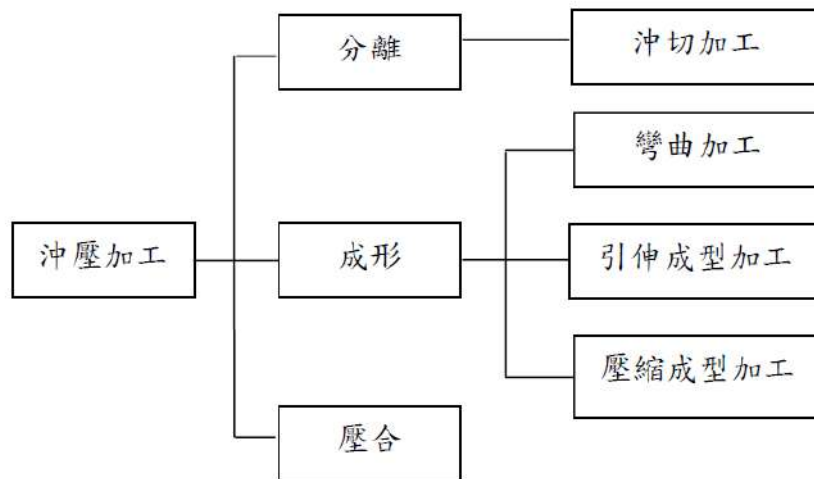 沖壓加工
分離
沖切加工
成形
彎曲加工
引伸成型加工
壓縮成型加工
壓合